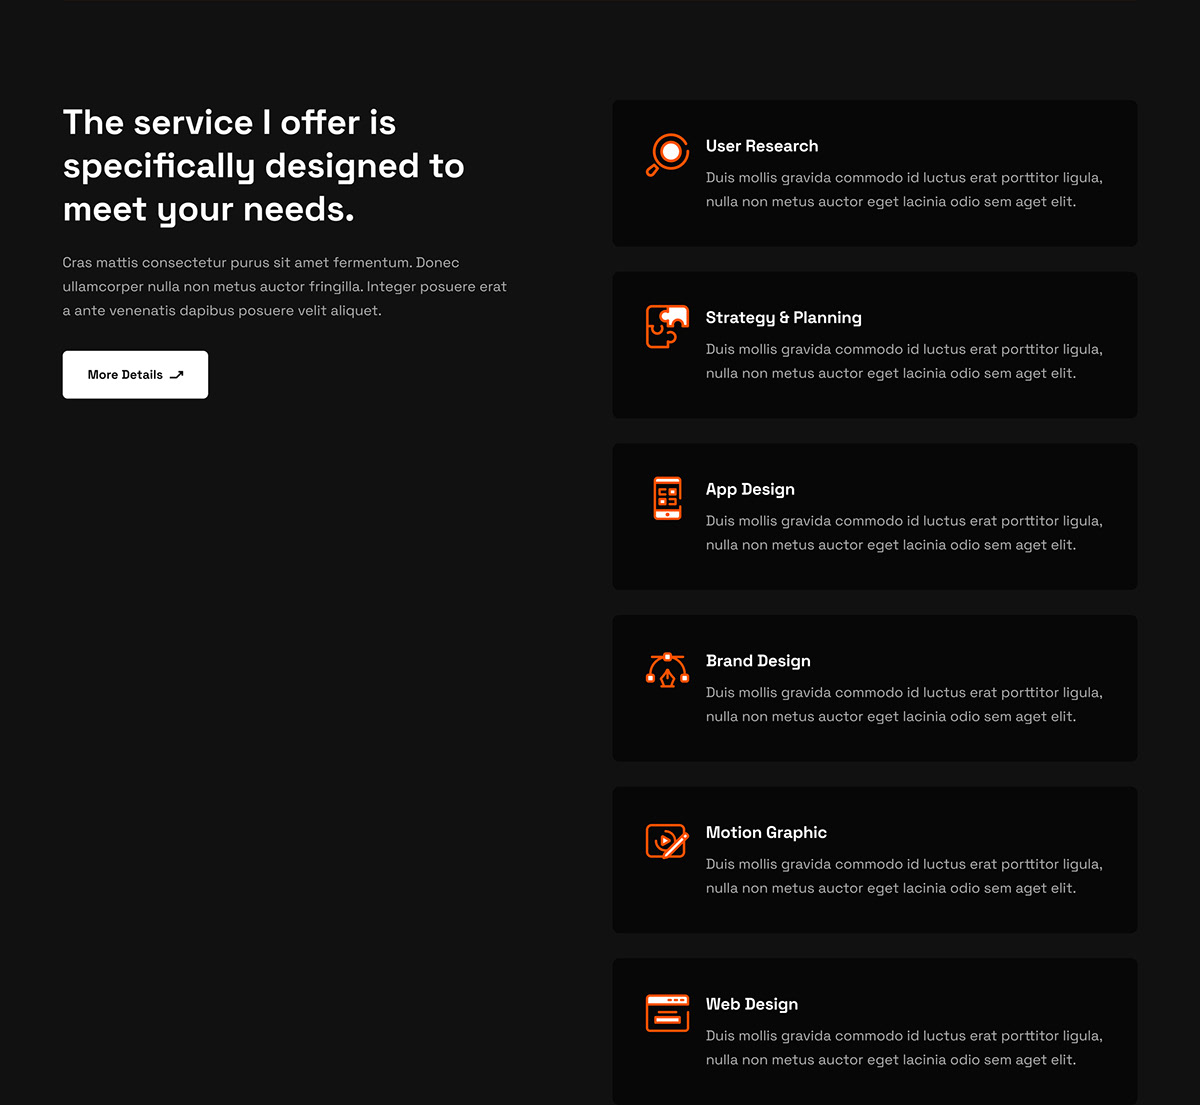 The service I offer is
specifically designed to
meet your needs.
Cras mattis consectetur purus sit amet fermentum. Donec
ullamcorper nulla non metus auctor fringilla. Integer posuere erat
a ante venenatis dapibus posuere velit aliquet.
More Details
User Research
Duis mollis gravida commodo id luctus erat porttitor ligula,
nulla non metus auctor eget lacinia odio sem aget elit.
Strategy & Planning
Duis mollis gravida commodo id luctus erat porttitor ligula,
nulla non metus auctor eget lacinia odio sem aget elit.
App Design
Duis mollis gravida commodo id luctus erat porttitor ligula,
nulla non metus auctor eget lacinia odio sem aget elit.
Brand Design
Duis mollis gravida commodo id luctus erat porttitor ligula,
nulla non metus auctor eget lacinia odio sem aget elit.
Motion Graphic
Duis mollis gravida commodo id luctus erat porttitor ligula,
nulla non metus auctor eget lacinia odio sem aget elit.
Web Design
Duis mollis gravida commodo id luctus erat porttitor ligula,
nulla non metus auctor eget lacinia odio sem aget elit.